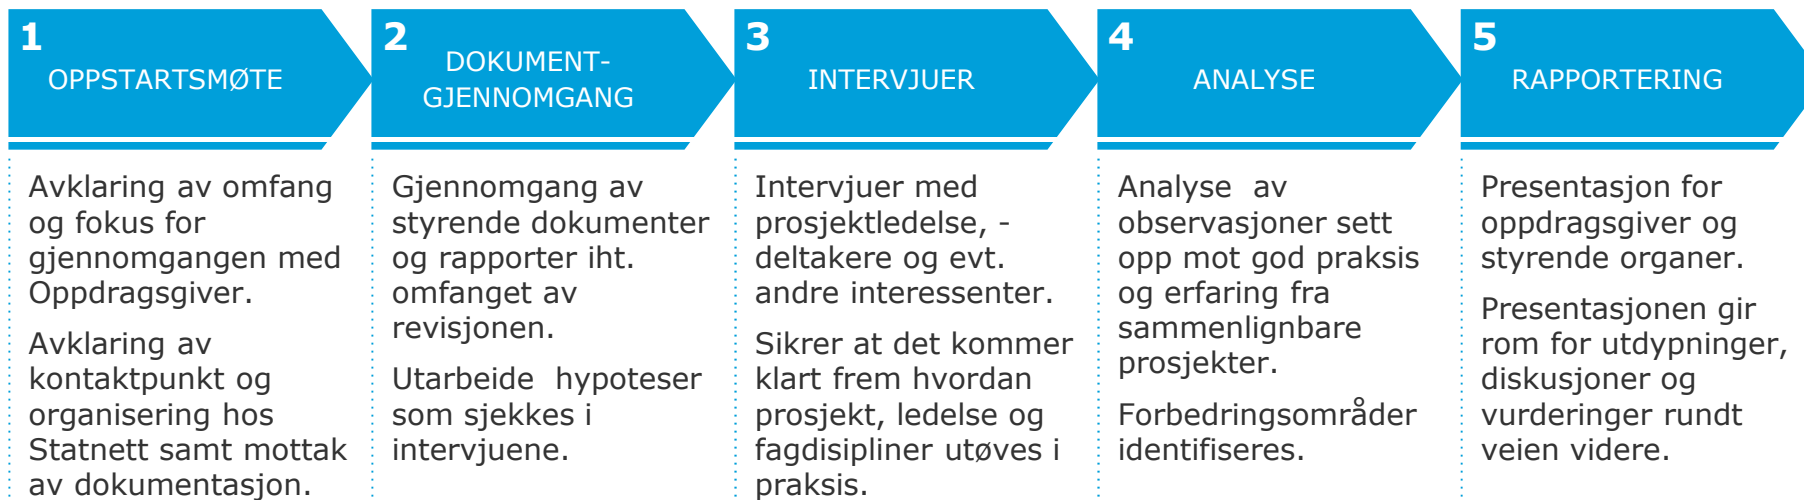 1
OPPSTARTSMØTE
Avklaring av omfang
og fokus for
gjennomgangen med
Oppdragsgiver.
Avklaring av
kontaktpunkt og
organisering hos
Statnett samt mottak
av dokumentasjon.
2
DOKUMENT-
GJENNOMGANG
Gjennomgang av
styrende dokumenter
og rapporter iht.
omfanget av
revisjonen.
Utarbeide hypoteser
som sjekkes i
intervjuene.
3
INTERVJUER
Intervjuer med
prosjektledelse, -
deltakere og evt.
andre interessenter.
Sikrer at det kommer
klart frem hvordan
prosjekt, ledelse og
fagdisipliner utøves i
praksis.
4
ANALYSE
Analyse av
observasjoner sett
opp mot god praksis
og erfaring fra
sammenlignbare
prosjekter.
Forbedringsområder
identifiseres.
5
RAPPORTERING
Presentasjon for
oppdragsgiver og
styrende organer.
Presentasjonen gir
rom for utdypninger,
diskusjoner og
vurderinger rundt
veien videre.